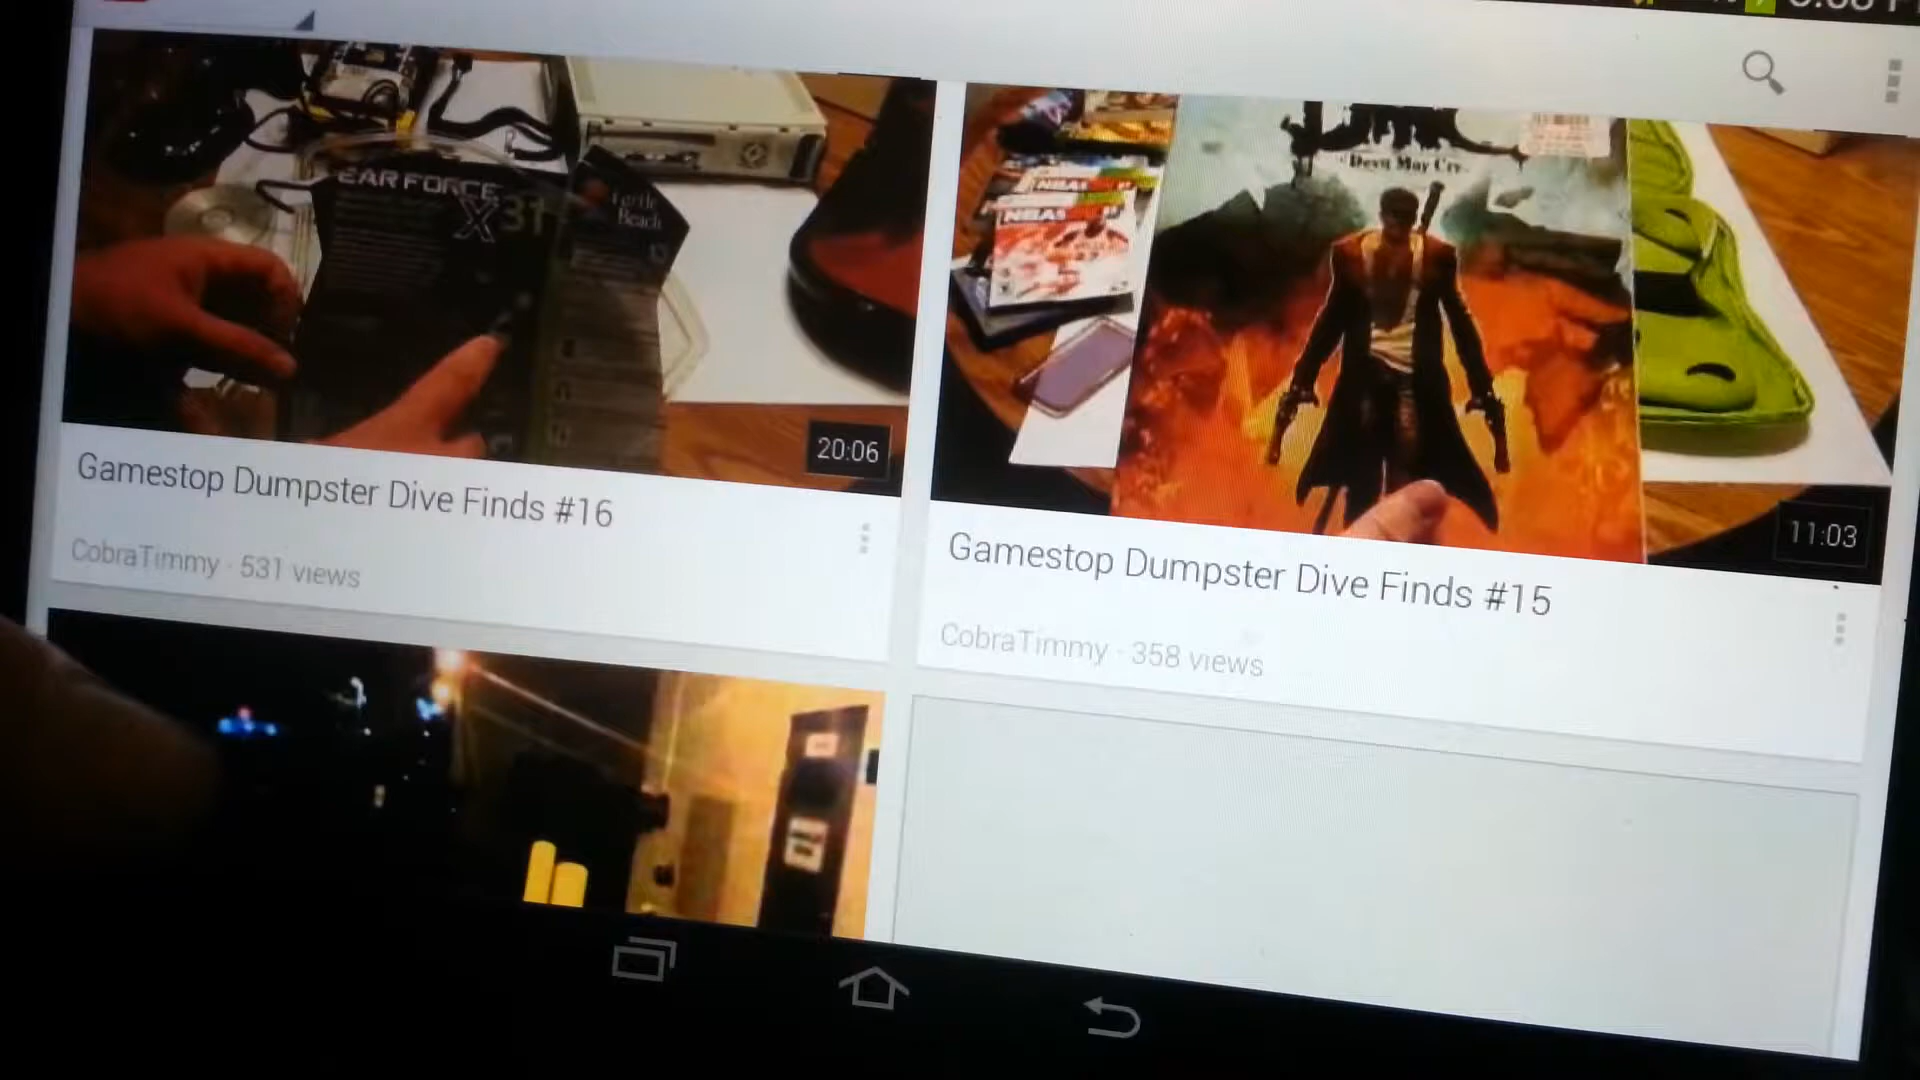 EAR FORCE
X31
Turtle
Beach
Devil May Cry
NBA
NBA
20:06
11:03
Gamestop Dumpster Dive Finds #16
CobraTimmy · 531 views
Gamestop Dumpster Dive Finds #15
CobraTimmy · 358 views